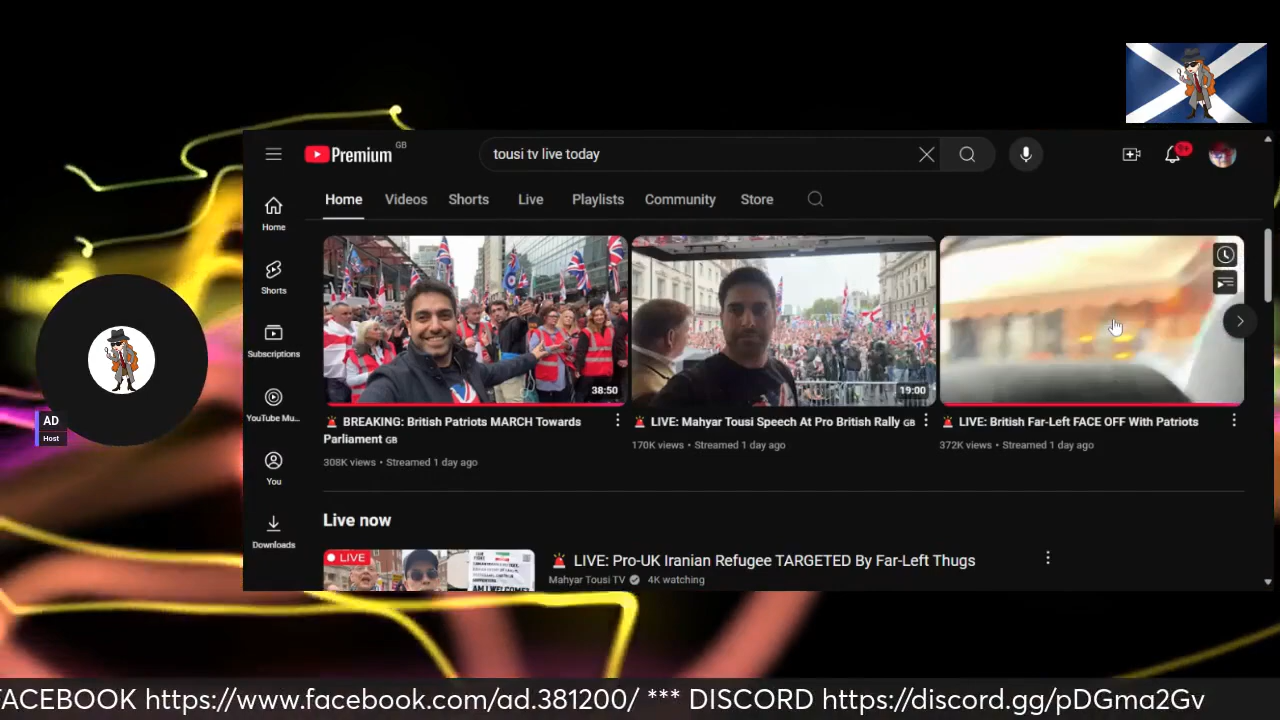 Premium GB
tousi tv live today
9+
Home Videos Shorts Live Playlists Community Store
Home
Shorts
Subscriptions
YouTube Mu...
You
Downloads
38:50
19:00
BREAKING: British Patriots MARCH Towards
Parliament GB
308K views • Streamed 1 day ago
LIVE: Mahyar Tousi Speech At Pro British Rally GB
170K views • Streamed 1 day ago
LIVE: British Far-Left FACE OFF With Patriots
372K views • Streamed 1 day ago
Live now
LIVE
AM I WELCOME?
LIVE: Pro-UK Iranian Refugee TARGETED By Far-Left Thugs
Mahyar Tousi TV 4K watching
AD
Host
FACEBOOK https://www.facebook.com/ad.381200/ *** DISCORD https://discord.gg/pDGma2Gv